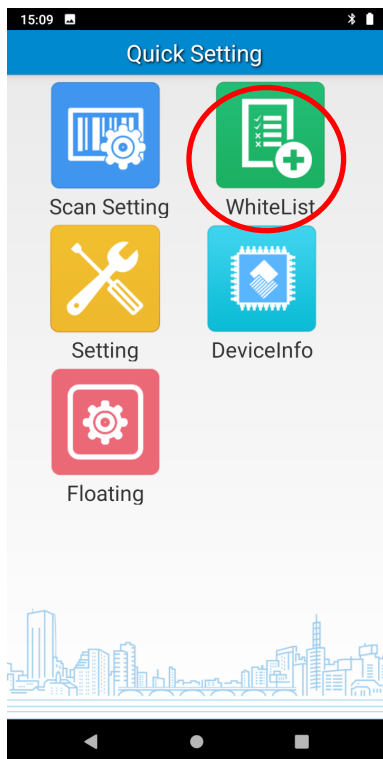 15:09
Quick Setting
Scan Setting
WhiteList
Setting
DeviceInfo
Floating